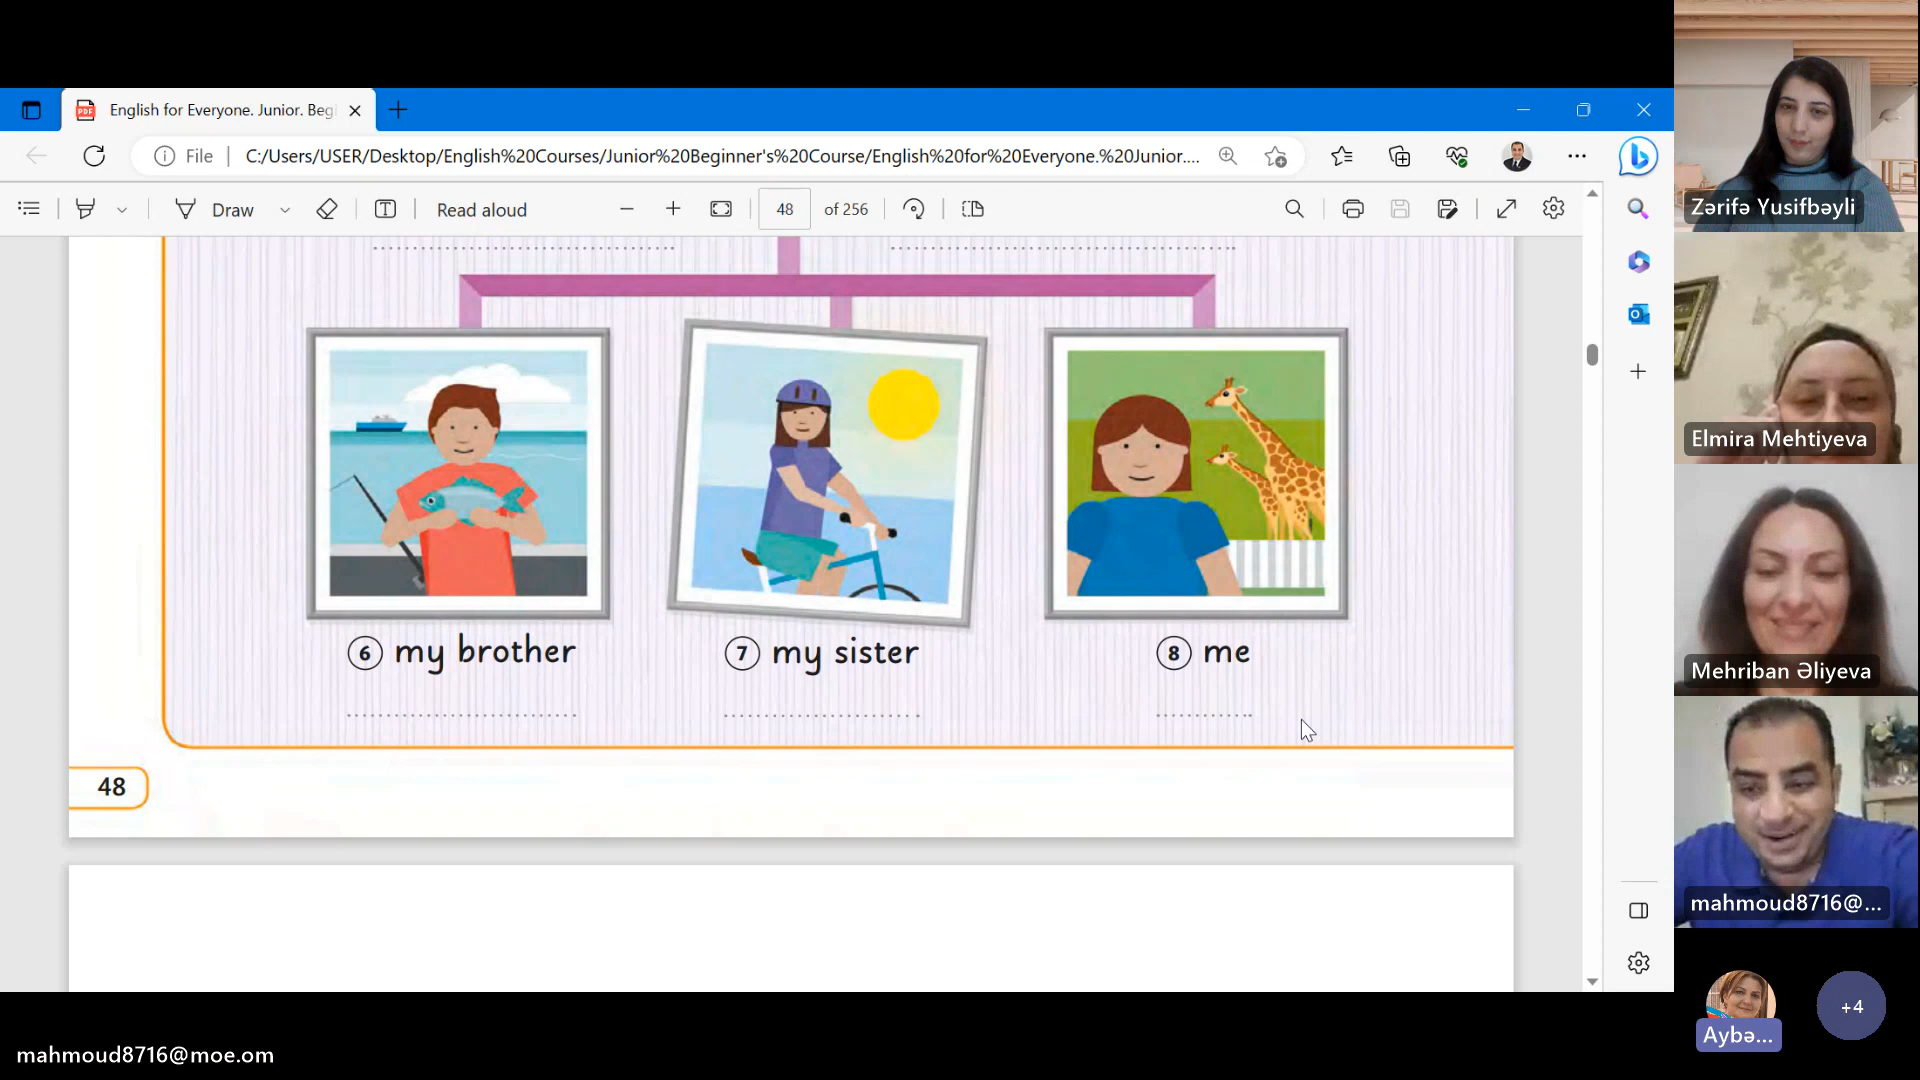 English for Everyone. Junior. Beg
File
C:/Users/USER/Desktop/English%20Courses/Junior%20Beginner's%20Course/English%20for%20Everyone.%20Junior....
Draw
Read aloud
48
of 256
6 my brother
7 my sister
8 me
48
Zərifə Yusifbəyli
Elmira Mehtiyeva
Mehriban Əliyeva
mahmoud8716@...
Aybə...
+4
mahmoud8716@moe.om